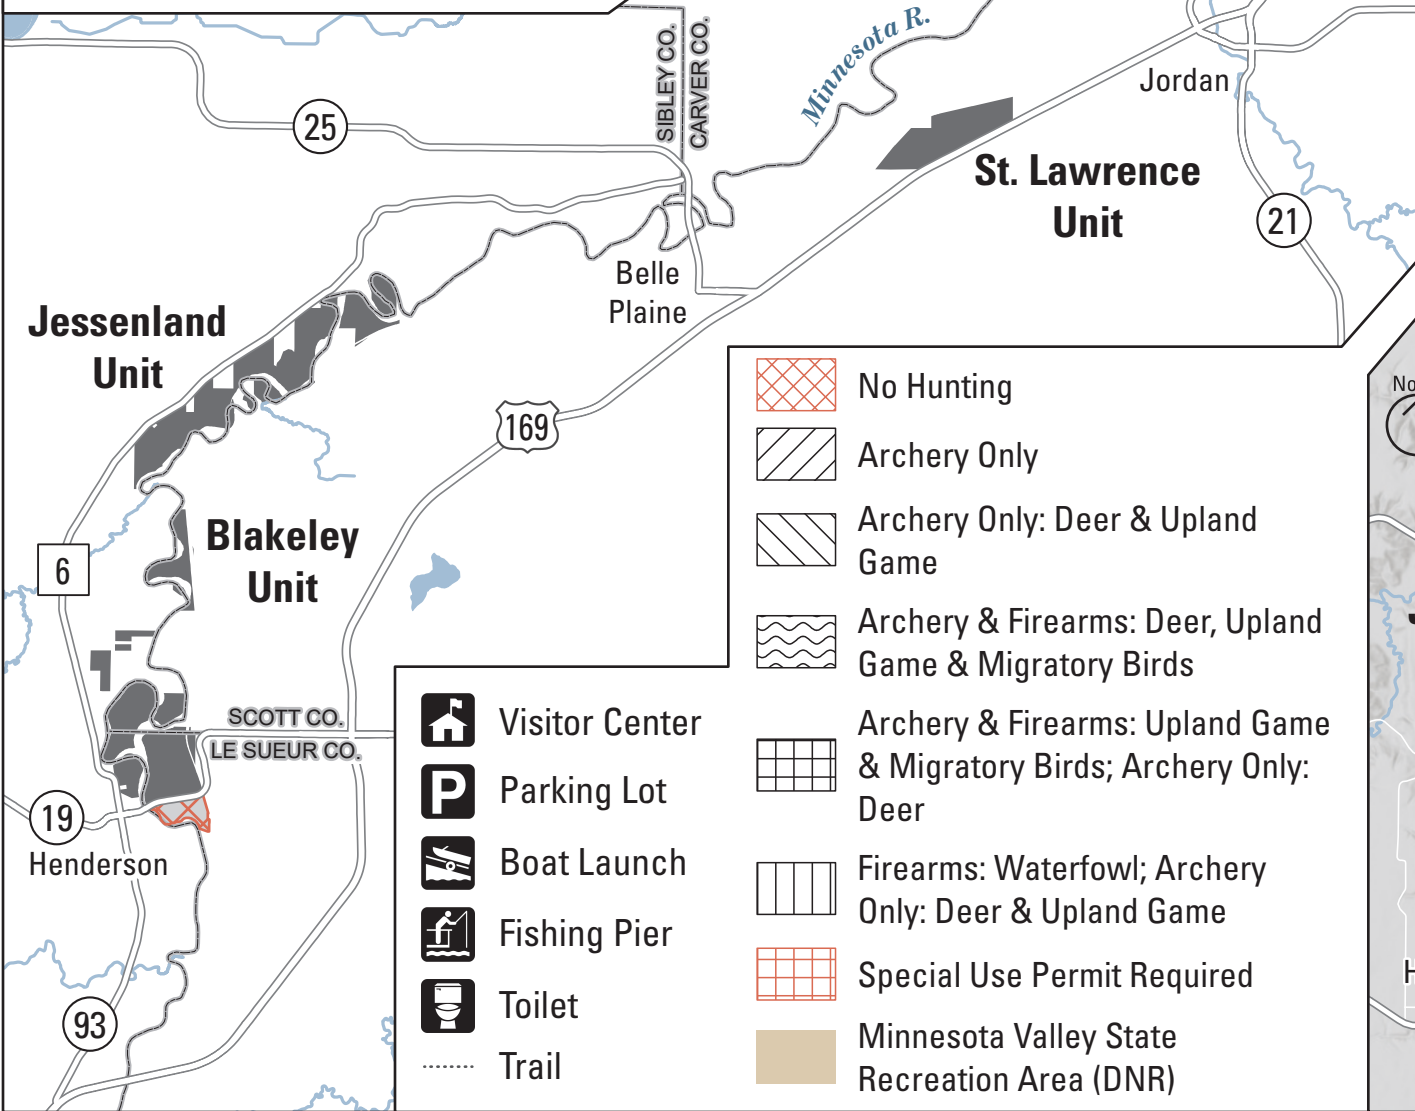 SIBLEY CO.
CARVER CO.
Minnesota R.
Jordan
25
St. Lawrence
Unit
21
Belle
Plaine
Jessenland
Unit
169
Blakeley
Unit
6
SCOTT CO.
LE SUEUR CO.
19
Henderson
93
Visitor Center
P
Parking Lot
Boat Launch
Fishing Pier
Toilet
Trail
No Hunting
Archery Only
Archery Only: Deer & Upland
Game
Archery & Firearms: Deer, Upland
Game & Migratory Birds
Archery & Firearms: Upland Game
& Migratory Birds; Archery Only:
Deer
Firearms: Waterfowl; Archery
Only: Deer & Upland Game
Special Use Permit Required
Minnesota Valley State
Recreation Area (DNR)